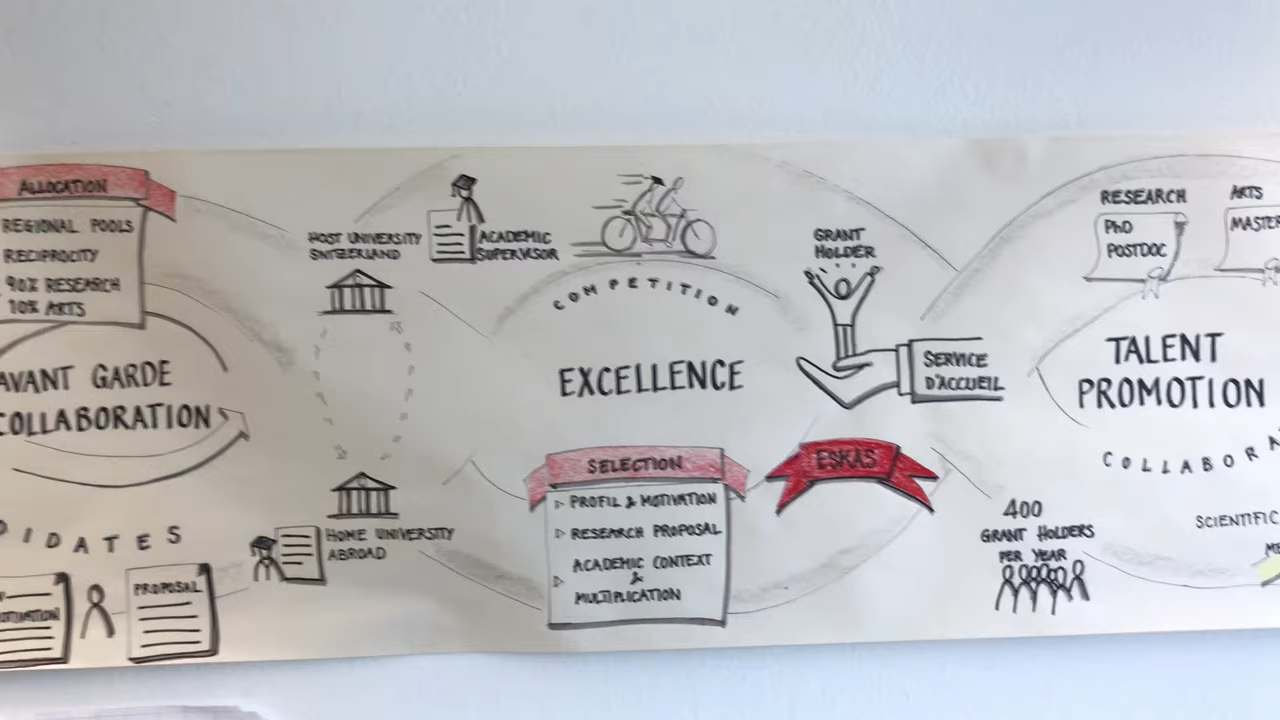 ALLOCATION
REGIONAL POOLS
RECIPROCITY
90% RESEARCH
10% ARTS
AVANT GARDE
COLLABORATION
DIDATES
PROPOSAL
HOST UNIVERSITY
SWITZERLAND
ACADEMIC
SUPERVISOR
HOME UNIVERSITY
ABROAD
COMPETITION
EXCELLENCE
SELECTION
PROFIL & MOTIVATION
RESEARCH PROPOSAL
ACADEMIC CONTEXT
&
MULTIPLICATION
GRANT
HOLDER
SERVICE
D'ACCUEIL
ESKAS
RESEARCH
PhD
POSTDOC
ARTS
MASTER
TALENT
PROMOTION
COLLABORA
400
GRANT HOLDERS
PER YEAR
SCIENTIFIC